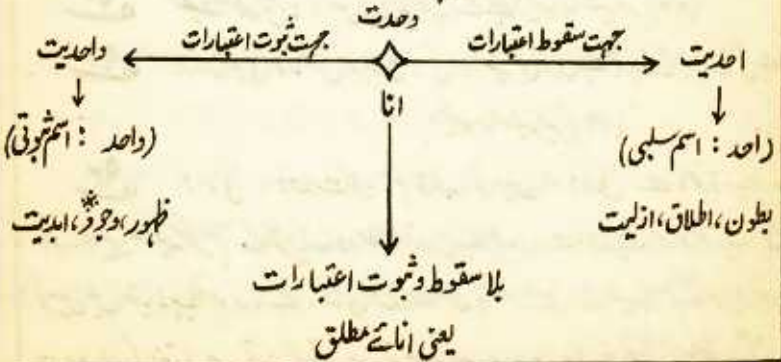 وحدت
احدیت جہت سقوط اعتبارات جہت ثبوت اعتبارات واحدیت
انا
(احد : اسم سلبی) (واحد : اسم ثبوتی)
بطون، اطلاق، ازلیت ظہور، وجود، ابدیت
بلا سقوط و ثبوت اعتبارات
یعنی انائے مطلق